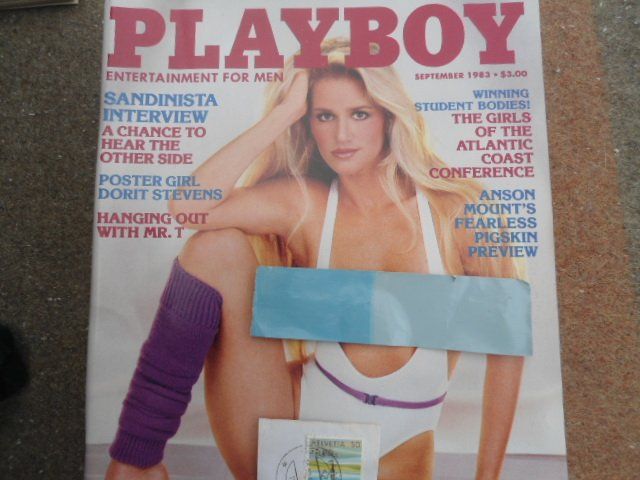 PLAYBOY
ENTERTAINMENT FOR MEN
SEPTEMBER 1983 • $3.00
SANDINISTA
INTERVIEW
A CHANCE TO
HEAR THE
OTHER SIDE
POSTER GIRL
DORIT STEVENS
HANGING OUT
WITH MR. T
WINNING
STUDENT BODIES!
THE GIRLS
OF THE
ATLANTIC
COAST
CONFERENCE
ANSON
MOUNT'S
FEARLESS
PIGSKIN
PREVIEW
HELVETIA 50